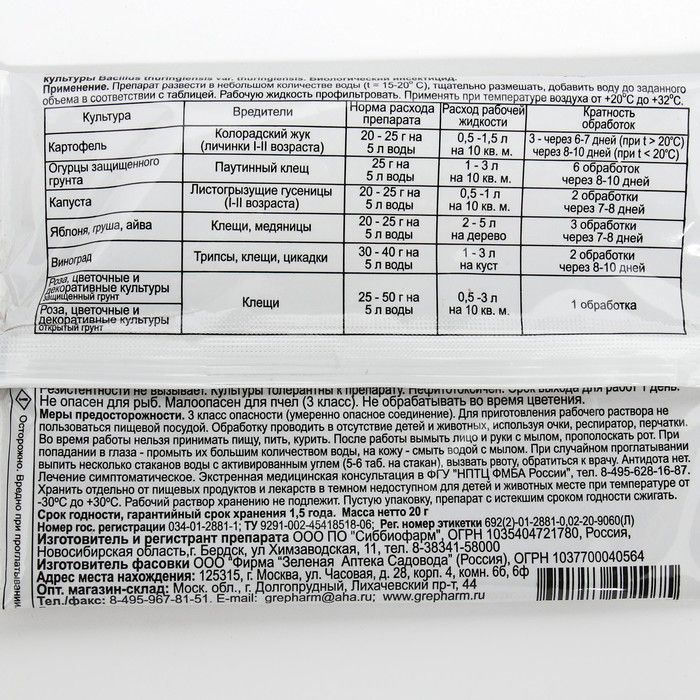 культуры Bacillus thuringiensis var. thuringiensis. Биологический инсектицид.
Применение. Препарат развести в небольшом количестве воды (t = 15-20° С), тщательно размешать, добавить воду до заданного
объема в соответствии с таблицей. Рабочую жидкость профильтровать. Применять при температуре воздуха от +20°С до +32°С.
Культура Вредители Норма расхода препарата Расход рабочей жидкости Кратность обработок
Картофель Колорадский жук (личинки I-II возраста) 20 - 25 г на 5 л воды 0,5 -1,5 л на 10 кв. м. 3 - через 6-7 дней (при t > 20°С) через 8-10 дней (при t < 20°С)
Огурцы защищенного грунта Паутинный клещ 25 г на 5 л воды 1 - 3 л на 10 кв. м. 6 обработок через 8-10 дней
Капуста Листогрызущие гусеницы (I-II возраста) 20 - 25 г на 5 л воды 0,5 -1 л на 10 кв. м. 2 обработки через 7-8 дней
Яблоня, груша, айва Клещи, медяницы 20 - 25 г на 5 л воды 2 - 5 л на дерево 3 обработки через 7-8 дней
Виноград Трипсы, клещи, цикадки 30 - 40 г на 5 л воды 1 - 3 л на куст 2 обработки через 8-10 дней
Роза, цветочные и декоративные культуры защищенный грунт Клещи 25 - 50 г на 5 л воды 0,5 -3 л на 10 кв. м. 1 обработка
Роза, цветочные и декоративные культуры открытый грунт
Резистентности не вызывает. Культуры толерантны к препарату. Нефитотоксичен. Срок выхода для работ 1 день.
Не опасен для рыб. Малоопасен для пчел (3 класс). Не обрабатывать во время цветения.
Меры предосторожности. 3 класс опасности (умеренно опасное соединение). Для приготовления рабочего раствора не
пользоваться пищевой посудой. Обработку проводить в отсутствие детей и животных, используя очки, респиратор, перчатки.
Во время работы нельзя принимать пищу, пить, курить. После работы вымыть лицо и руки с мылом, прополоскать рот. При
попадании в глаза - промыть их большим количеством воды, на кожу - смыть водой с мылом. При случайном проглатывании
выпить несколько стаканов воды с активированным углем (5-6 таб. на стакан), вызвать рвоту, обратиться к врачу. Антидота нет.
Лечение симптоматическое. Экстренная медицинская консультация в ФГУ "НПТЦ ФМБА России", т. 8-495-628-16-87.
Хранить отдельно от пищевых продуктов и лекарств в темном недоступном для детей и животных месте при температуре от
-30°С до +30°С. Рабочий раствор хранению не подлежит. Пустую упаковку, препарат с истекшим сроком годности сжигать.
Срок годности, гарантийный срок хранения 1,5 года. Масса нетто 20 г
Номер гос. регистрации 034-01-2881-1; ТУ 9291-002-45418518-06; Рег. номер этикетки 692(2)-01-2881-0,02-20-9060(Л)
Изготовитель и регистрант препарата ООО ПО "Сиббиофарм", ОГРН 1035404721780, Россия,
Новосибирская область,г. Бердск, ул Химзаводская, 11, тел. 8-38341-58000
Изготовитель фасовки ООО "Фирма "Зеленая Аптека Садовода" (Россия), ОГРН 1037700040564
Адрес места нахождения: 125315, г. Москва, ул. Часовая, д. 28, корп. 4, комн. 6б, 6ф
Опт. магазин-склад: Моск. обл., г. Долгопрудный, Лихачевский пр-т, 44
Тел./факс: 8-495-967-81-51. E-mail: grepharm@aha.ru, www.grepharm.ru
Осторожно. Вредно при проглатывании